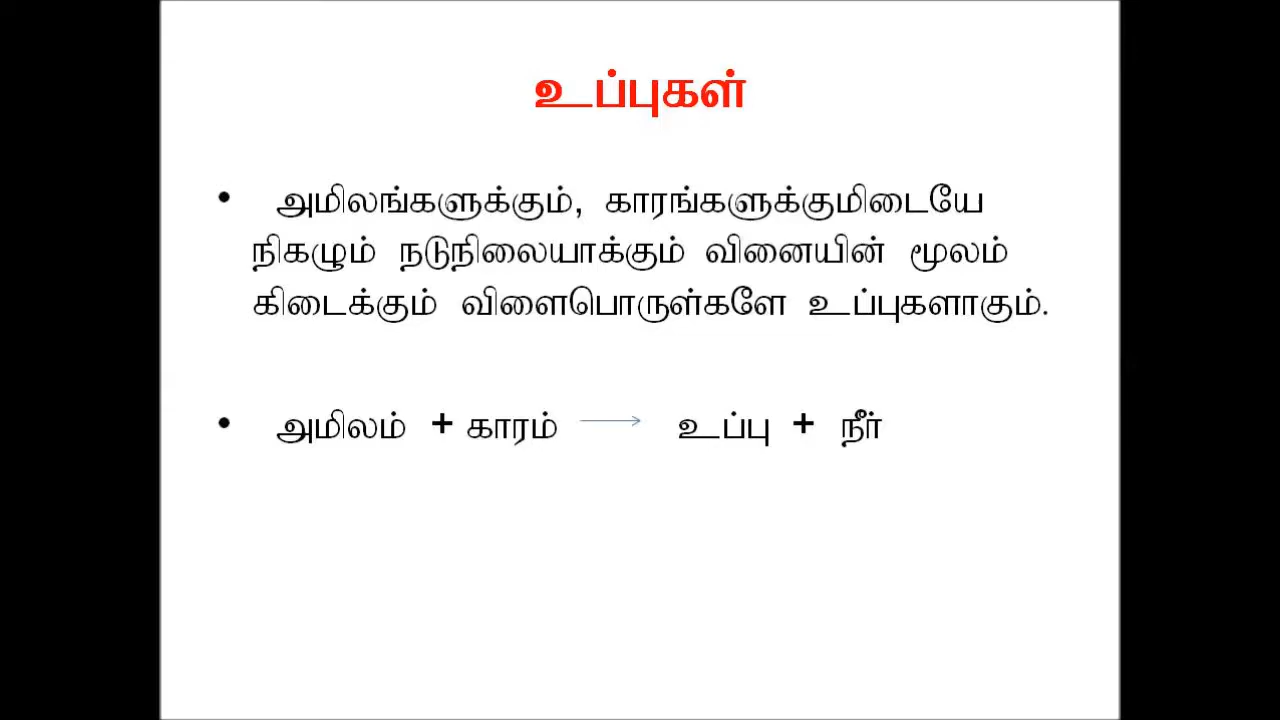 உப்புகள்
• அமிலங்களுக்கும், காரங்களுக்குமிடையே
நிகழும் நடுநிலையாக்கும் வினையின் மூலம்
கிடைக்கும் விளைபொருள்களே உப்புகளாகும்.
• அமிலம் + காரம் → உப்பு + நீர்